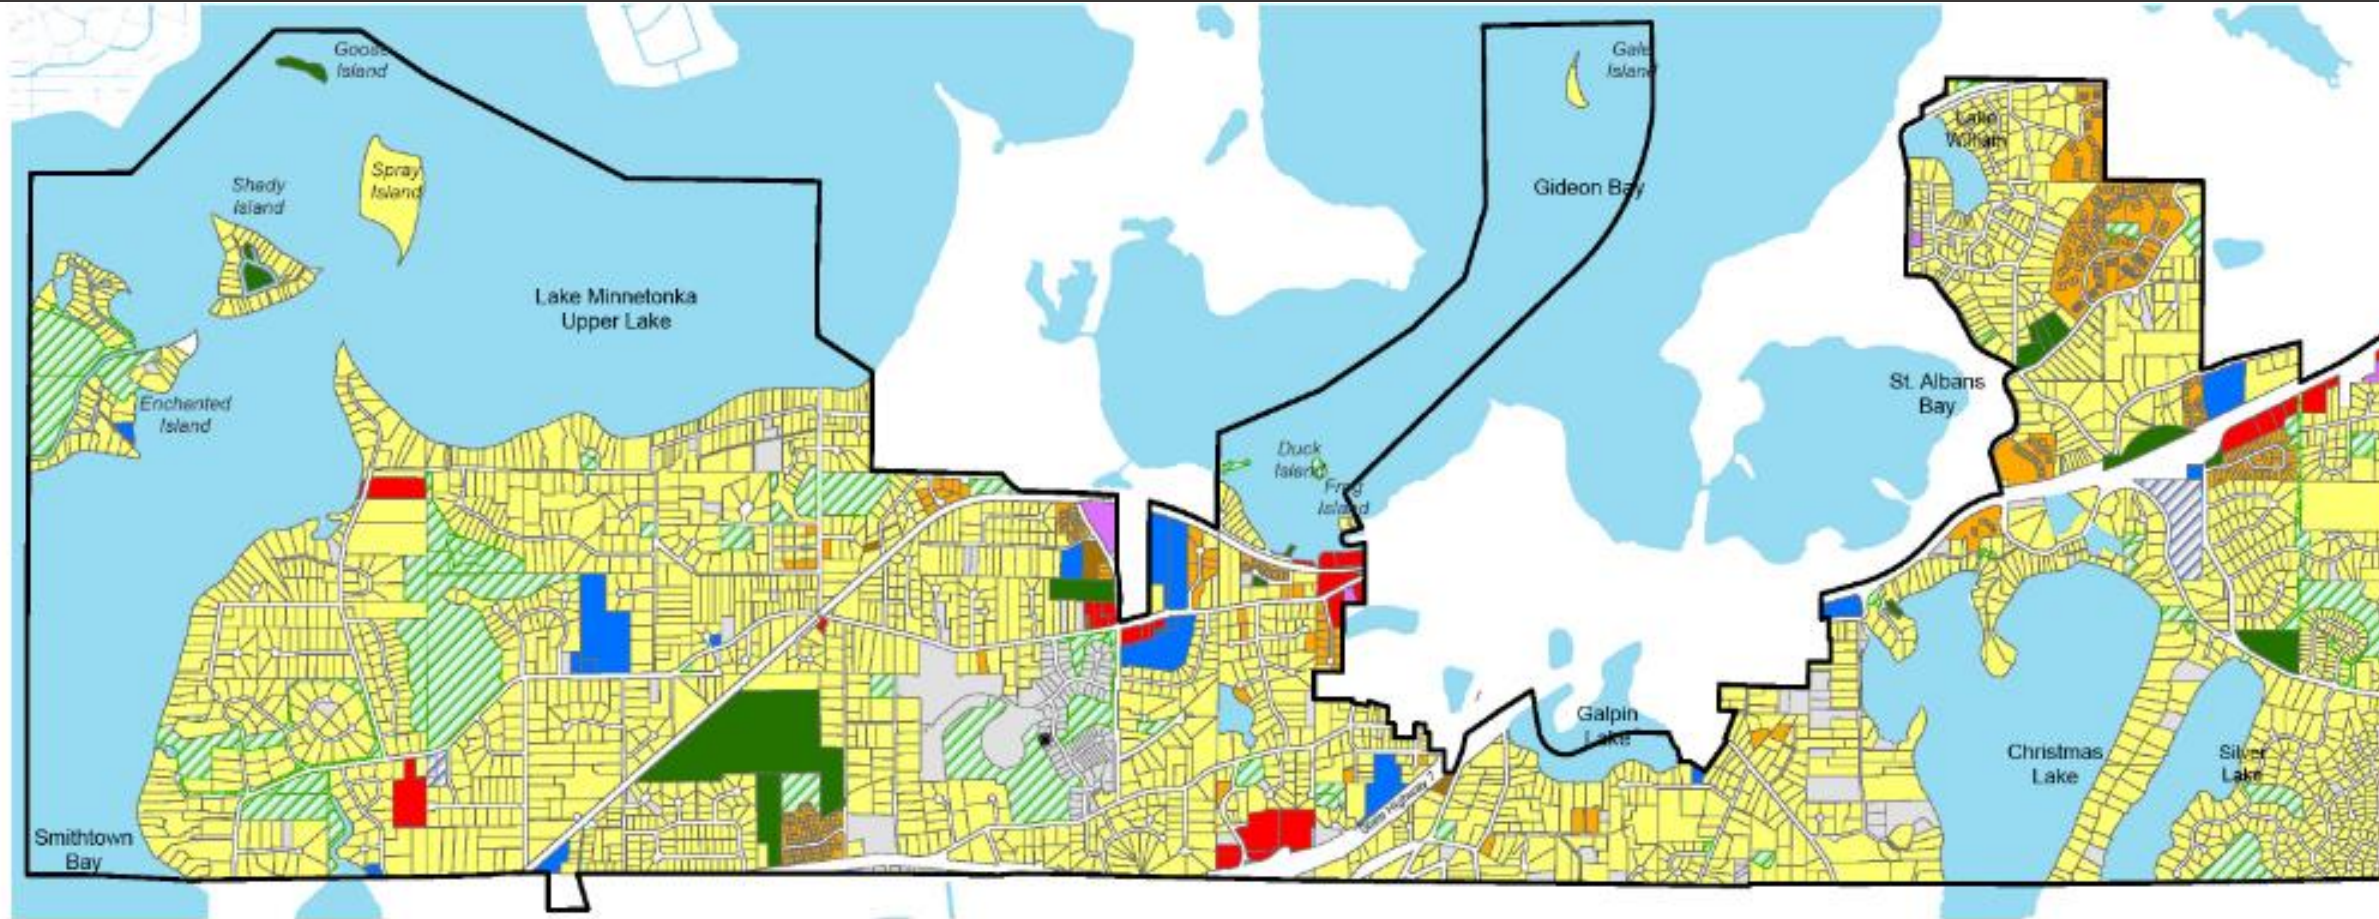 Goose
Island
Gale
Island
Lake
William
Spray
Island
Shady
Island
Gideon Bay
Lake Minnetonka
Upper Lake
St. Albans
Bay
Enchanted
Island
Duck
Island
Frog
Island
Galpin
Lake
Christmas
Lake
Silver
Lake
State Highway 7
Smithtown
Bay